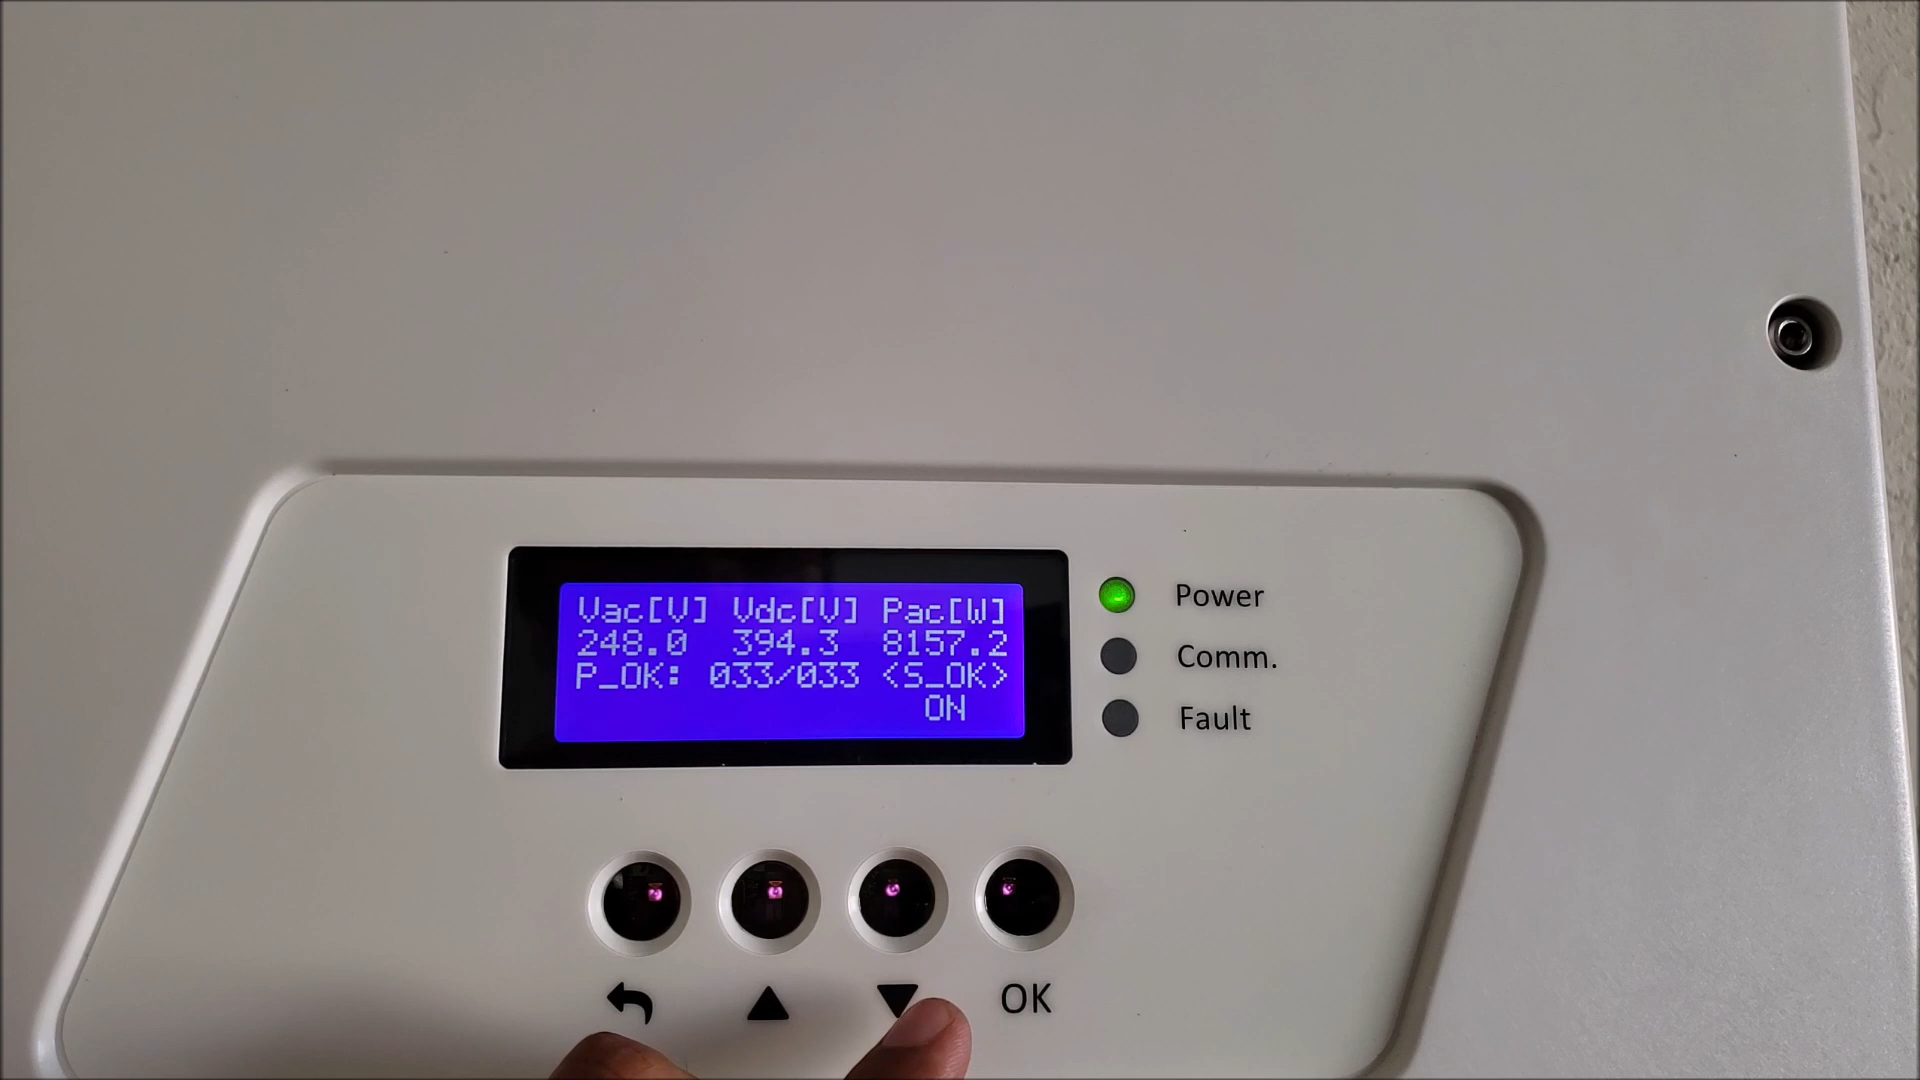 Vac[V] Vdc[V] Pac[W]
248.0 394.3 8157.2
P_OK: 033/033 <S_OK>
ON
Power
Comm.
Fault
OK